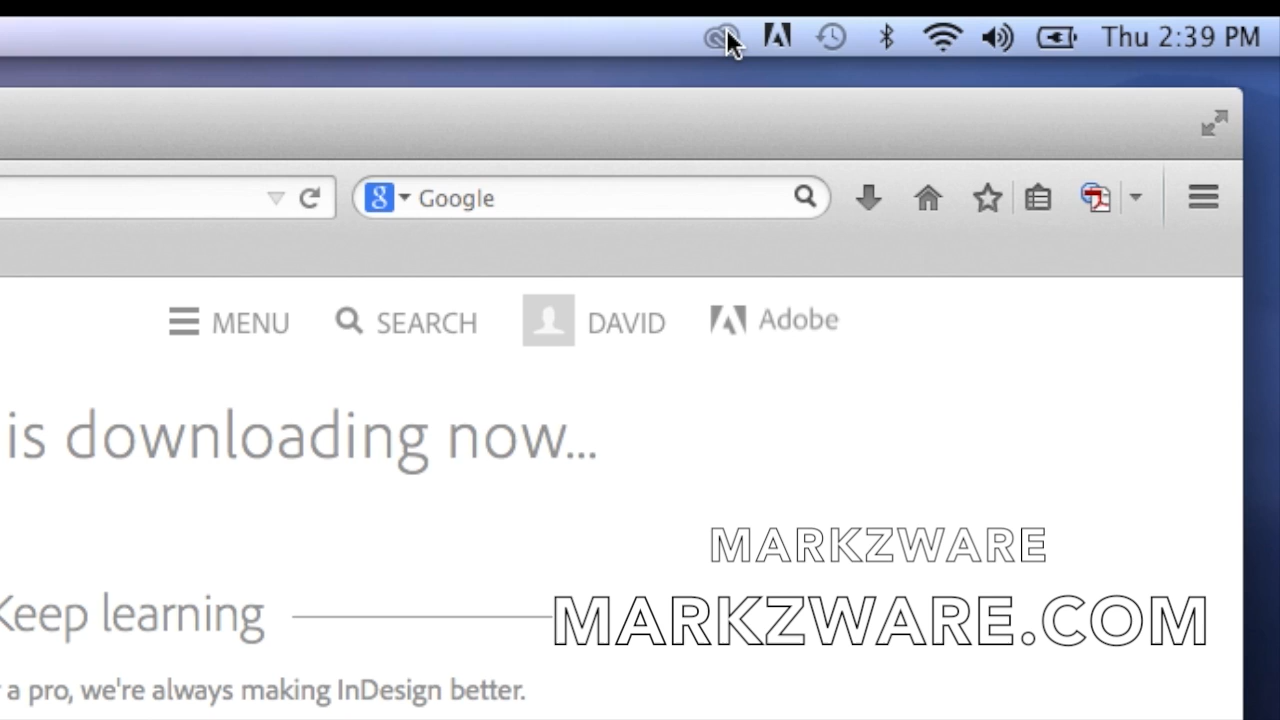 Thu 2:39 PM
Google
MENU SEARCH DAVID Adobe
is downloading now...
MARKZWARE
MARKZWARE.COM
Keep learning
a pro, we're always making InDesign better.